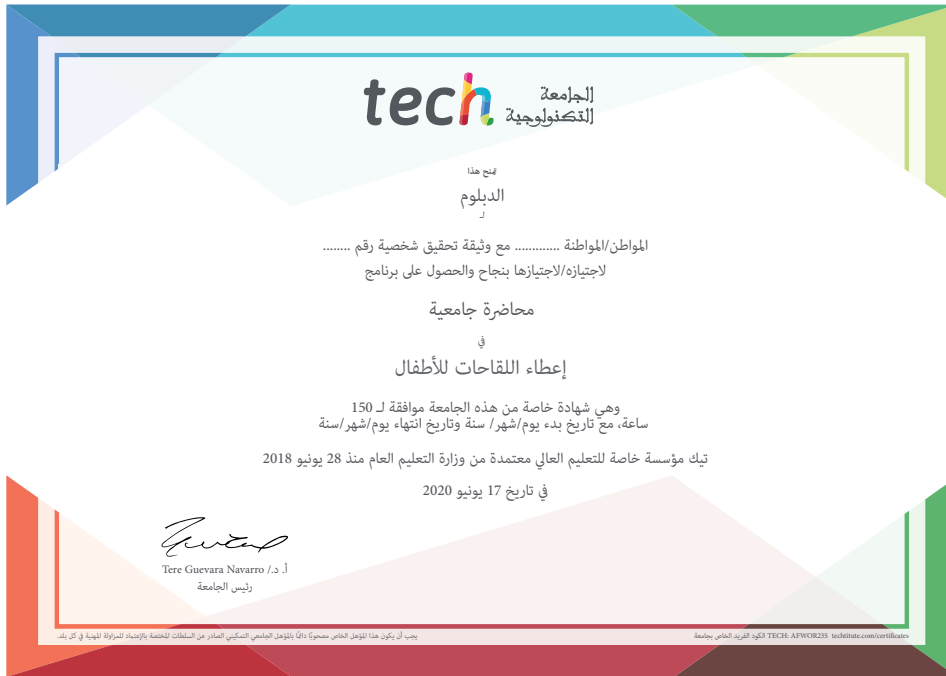 tech الجامعة
التكنولوجية
يمنح هذا
الدبلوم
لـ
المواطن/المواطنة ............ مع وثيقة تحقيق شخصية رقم ........
لاجتيازه/لاجتيازها بنجاح والحصول على برنامج
محاضرة جامعية
في
إعطاء اللقاحات للأطفال
وهي شهادة خاصة من هذه الجامعة موافقة لـ 150
ساعة، مع تاريخ بدء يوم/شهر/ سنة وتاريخ انتهاء يوم/شهر/سنة
تيك مؤسسة خاصة للتعليم العالي معتمدة من وزارة التعليم العام منذ 28 يونيو 2018
في تاريخ 17 يونيو 2020
أ. د./ Tere Guevara Navarro
رئيس الجامعة
يجب أن يكون هذا المؤهل الخاص مصحوبًا دائمًا بالمؤهل الجامعي التمكيني الصادر عن السلطات المختصة بالإعتماد للمزاولة المهنية في كل بلد.
الكود الفريد الخاص بجامعة TECH: AFWOR23S techtitute.com/certificates